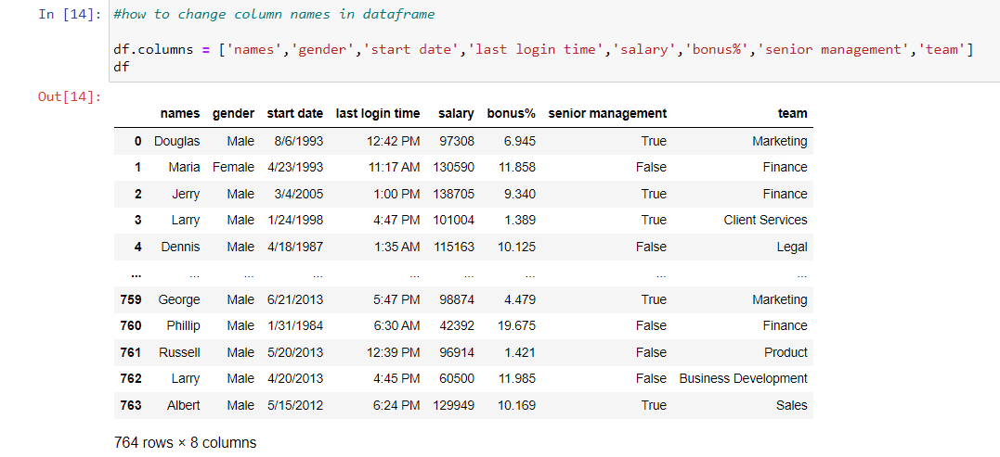 In [14]: #how to change column names in dataframe
df.columns = ['names','gender','start date','last login time','salary','bonus%','senior management','team']
df
Out[14]:
names gender start date last login time salary bonus% senior management team
0 Douglas Male 8/6/1993 12:42 PM 97308 6.945 True Marketing
1 Maria Female 4/23/1993 11:17 AM 130590 11.858 False Finance
2 Jerry Male 3/4/2005 1:00 PM 138705 9.340 True Finance
3 Larry Male 1/24/1998 4:47 PM 101004 1.389 True Client Services
4 Dennis Male 4/18/1987 1:35 AM 115163 10.125 False Legal
... ... ... ... ... ... ... ... ...
759 George Male 6/21/2013 5:47 PM 98874 4.479 True Marketing
760 Phillip Male 1/31/1984 6:30 AM 42392 19.675 False Finance
761 Russell Male 5/20/2013 12:39 PM 96914 1.421 False Product
762 Larry Male 4/20/2013 4:45 PM 60500 11.985 False Business Development
763 Albert Male 5/15/2012 6:24 PM 129949 10.169 True Sales
764 rows × 8 columns